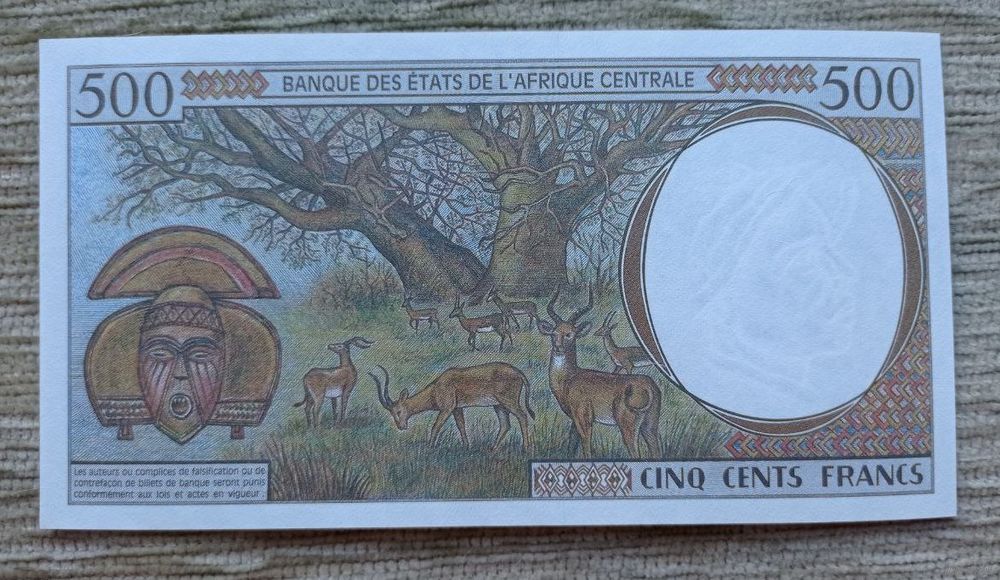 500
BANQUE DES ÉTATS DE L'AFRIQUE CENTRALE
500
Les auteurs ou complices de falsification ou de
contrefaçon de billets de banque seront punis
conformément aux lois et actes en vigueur.
CINQ CENTS FRANCS